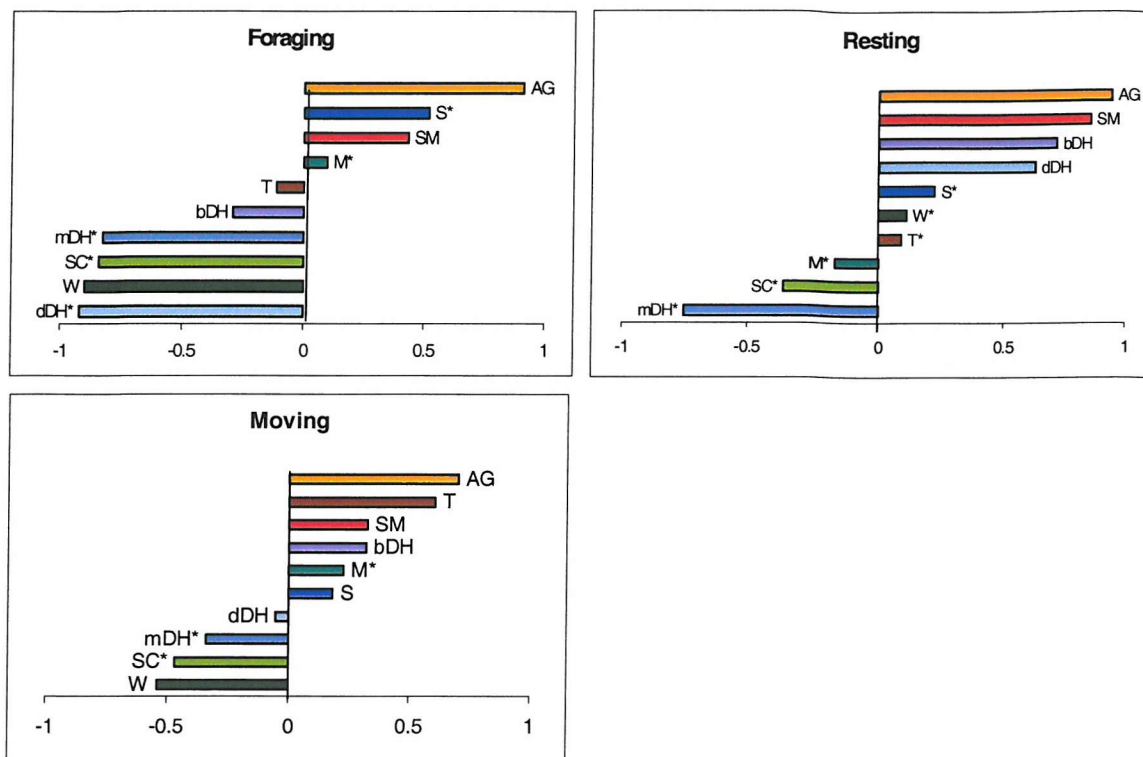 Foraging
AG
S*
SM
M*
T
bDH
mDH*
SC*
W
dDH*
-1 -0.5 0 0.5 1
Resting
AG
SM
bDH
dDH
S*
W*
T*
M*
SC*
mDH*
-1 -0.5 0 0.5 1
Moving
AG
T
SM
bDH
M*
S
dDH
mDH*
SC*
W
-1 -0.5 0 0.5 1